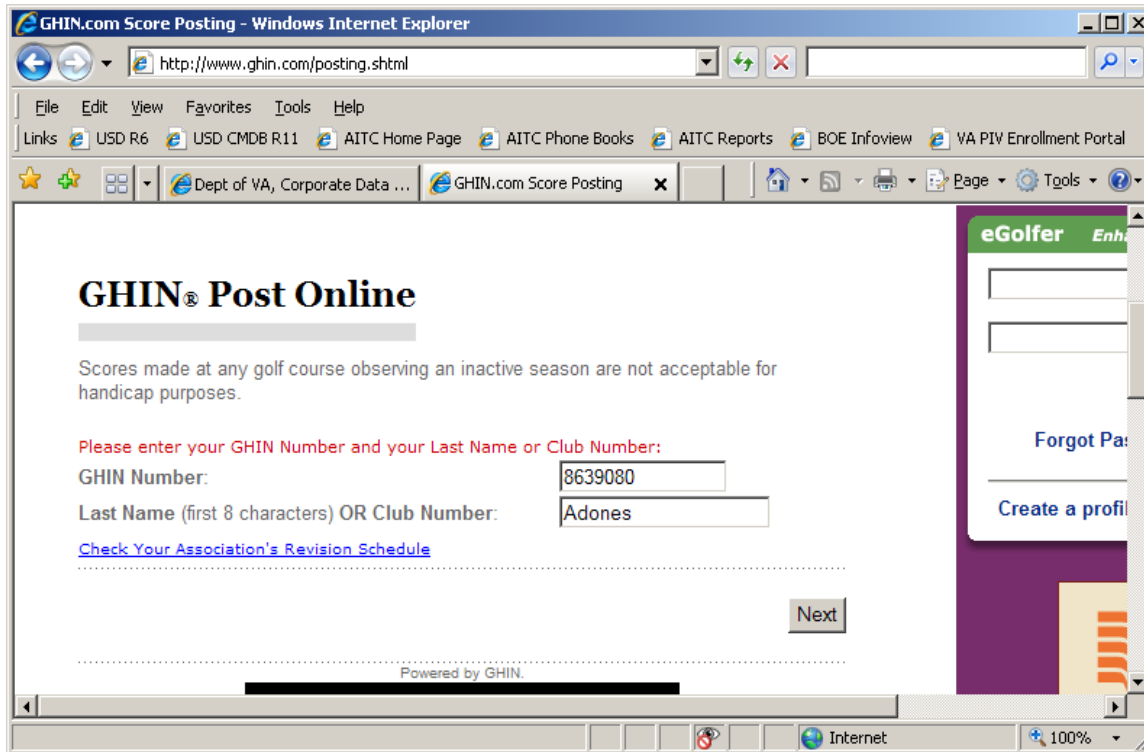 GHIN.com Score Posting - Windows Internet Explorer
http://www.ghin.com/posting.shtml
File Edit View Favorites Tools Help
Links USD R6 USD CMDB R11 AITC Home Page AITC Phone Books AITC Reports BOE Infoview VA PIV Enrollment Portal
Dept of VA, Corporate Data ... GHIN.com Score Posting Page Tools
eGolfer Enha
GHIN® Post Online
Scores made at any golf course observing an inactive season are not acceptable for
handicap purposes.
Please enter your GHIN Number and your Last Name or Club Number:
GHIN Number: 8639080
Last Name (first 8 characters) OR Club Number: Adones
Check Your Association's Revision Schedule
Forgot Pas
Create a profil
Next
Powered by GHIN.
Internet 100%